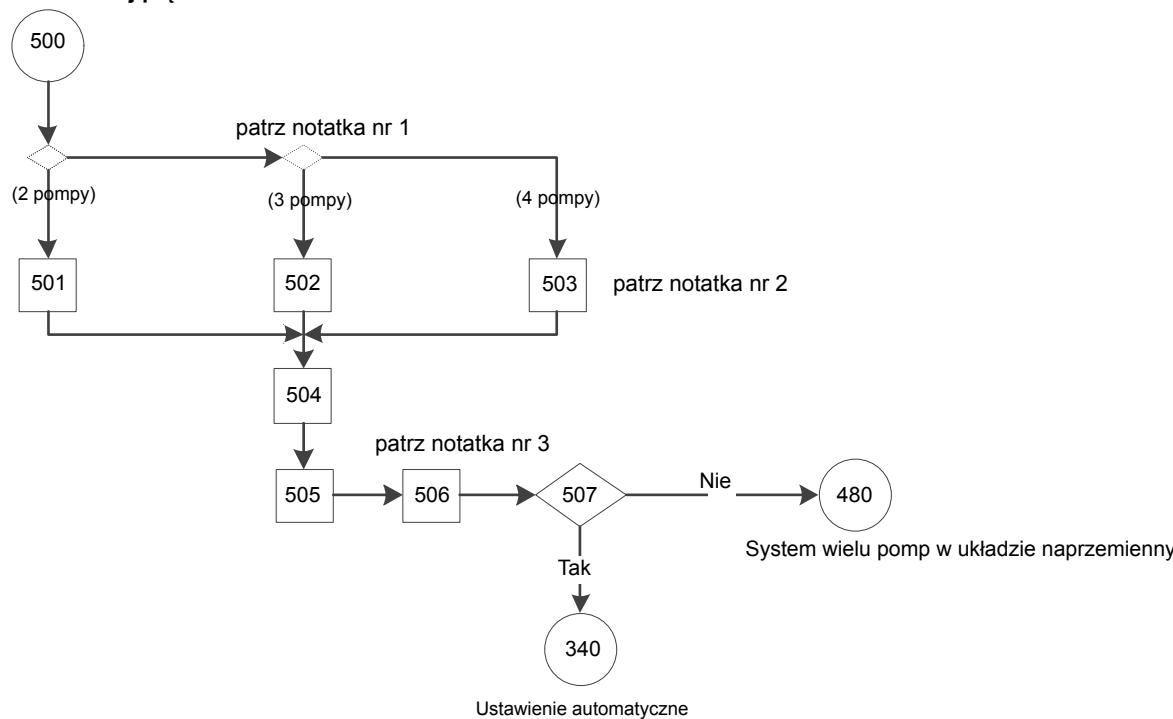 500
patrz notatka nr 1
(2 pompy)
(3 pompy)
(4 pompy)
501
502
503
patrz notatka nr 2
504
patrz notatka nr 3
505
506
507
Nie
480
System wielu pomp w układzie naprzemienny
Tak
340
Ustawienie automatyczne